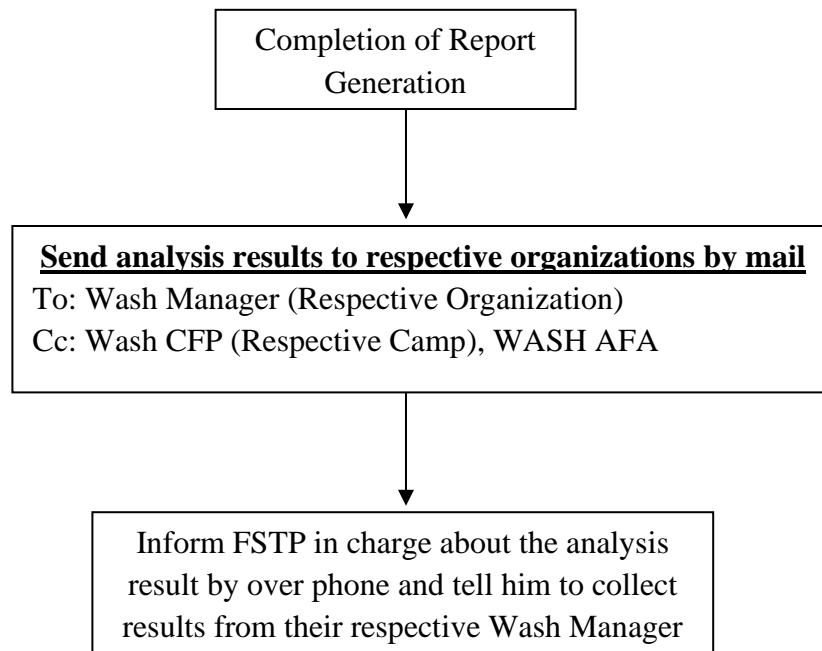 Completion of Report
Generation
Send analysis results to respective organizations by mail
To: Wash Manager (Respective Organization)
Cc: Wash CFP (Respective Camp), WASH AFA
Inform FSTP in charge about the analysis
result by over phone and tell him to collect
results from their respective Wash Manager